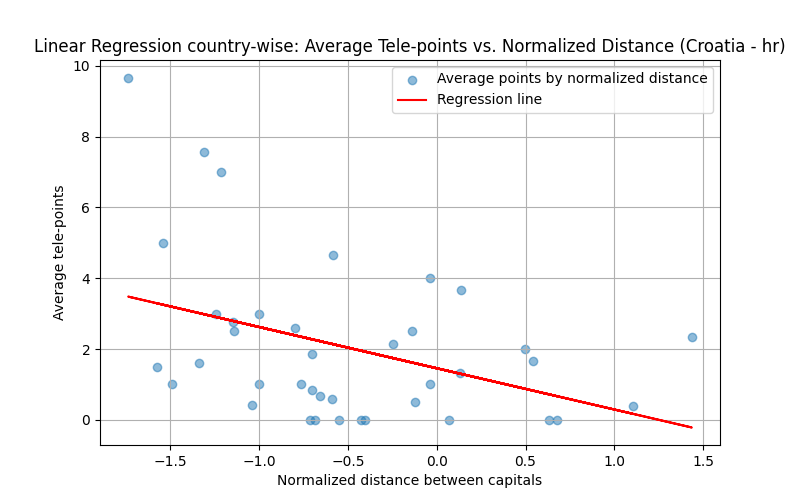 Linear Regression country-wise: Average Tele-points vs. Normalized Distance (Croatia - hr)
Average points by normalized distance
Regression line
10
8
6
4
2
0
Average tele-points
−1.5 −1.0 −0.5 0.0 0.5 1.0 1.5
Normalized distance between capitals